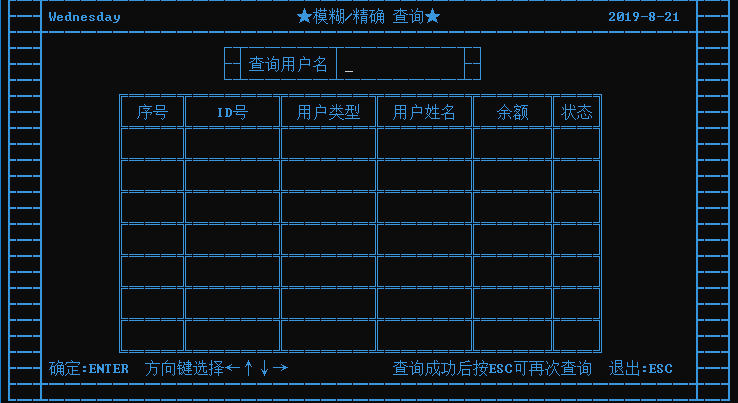 Wednesday ★模糊/精确 查询★ 2019-8-21
查询用户名 _
序号 ID号 用户类型 用户姓名 余额 状态
确定:ENTER 方向键选择←↑↓→ 查询成功后按ESC可再次查询 退出:ESC